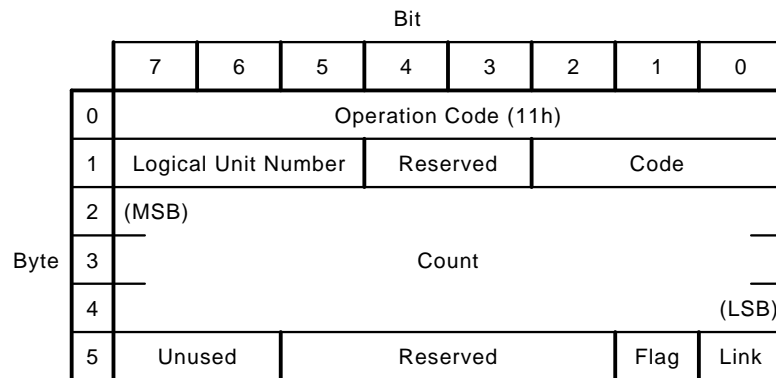 Bit
7 6 5 4 3 2 1 0
0 Operation Code (11h)
1 Logical Unit Number Reserved Code
2 (MSB)
Byte 3 Count
4 (LSB)
5 Unused Reserved Flag Link